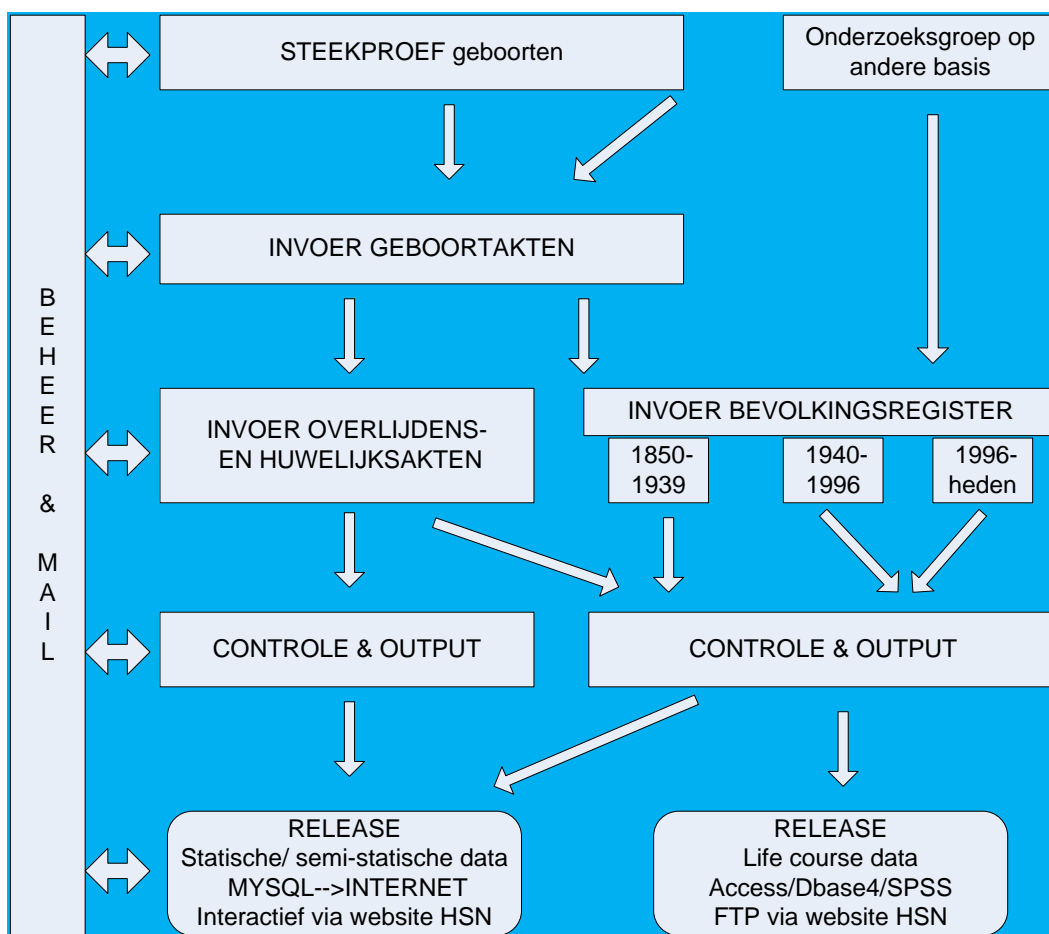 STEEKPROEF geboorten
Onderzoeksgroep op
andere basis
INVOER GEBOORTAKTEN
B
E
H
E
E
R
&
M
A
I
L
INVOER OVERLIJDENS-
EN HUWELIJKSAKTEN
INVOER BEVOLKINGSREGISTER
1850-
1939
1940-
1996
1996-
heden
CONTROLE & OUTPUT
CONTROLE & OUTPUT
RELEASE
Statische/ semi-statische data
MYSQL-->INTERNET
Interactief via website HSN
RELEASE
Life course data
Access/Dbase4/SPSS
FTP via website HSN